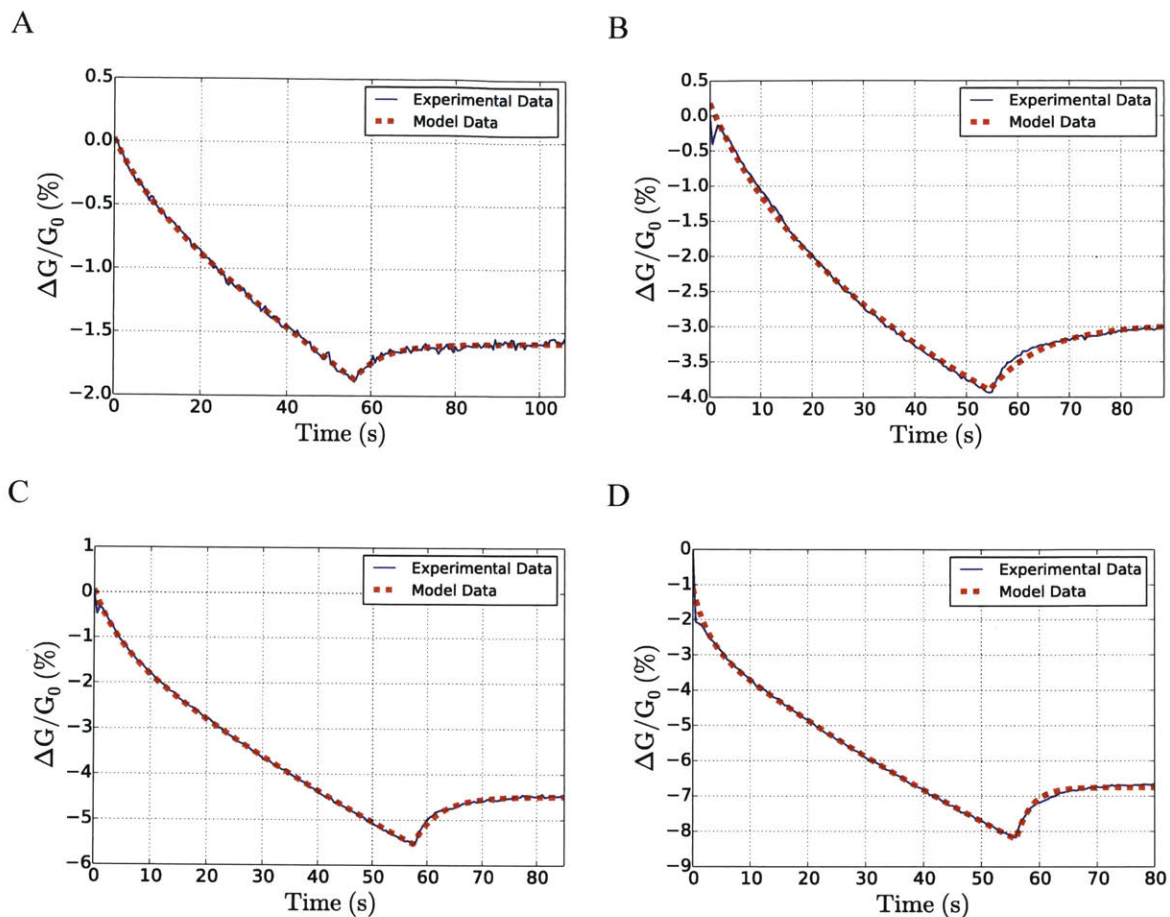 A
0.5
0.0
−0.5
−1.0
−1.5
−2.0
ΔG/G₀ (%)
0 20 40 60 80 100
Time (s)
Experimental Data
Model Data
B
0.5
0.0
−0.5
−1.0
−1.5
−2.0
−2.5
−3.0
−3.5
−4.0
ΔG/G₀ (%)
0 10 20 30 40 50 60 70 80
Time (s)
Experimental Data
Model Data
C
1
0
−1
−2
−3
−4
−5
−6
ΔG/G₀ (%)
0 10 20 30 40 50 60 70 80
Time (s)
Experimental Data
Model Data
D
0
−1
−2
−3
−4
−5
−6
−7
−8
−9
ΔG/G₀ (%)
0 10 20 30 40 50 60 70 80
Time (s)
Experimental Data
Model Data